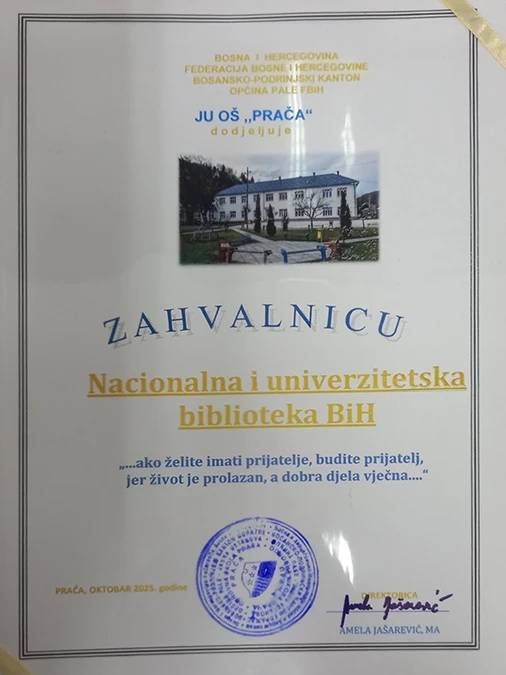 BOSNA I HERCEGOVINA
FEDERACIJA BOSNE I HERCEGOVINE
BOSANSKO-PODRINJSKI KANTON
OPĆINA PALE FBIH
JU OŠ „PRAČA“
dodjeljuje
ZAHVALNICU
Nacionalna i univerzitetska
biblioteka BiH
„...ako želite imati prijatelje, budite prijatelj,
jer život je prolazan, a dobra djela vječna....“
PRAČA, OKTOBAR 2025. godine
DIREKTORICA
Amela Jašarević
AMELA JAŠAREVIĆ, MA